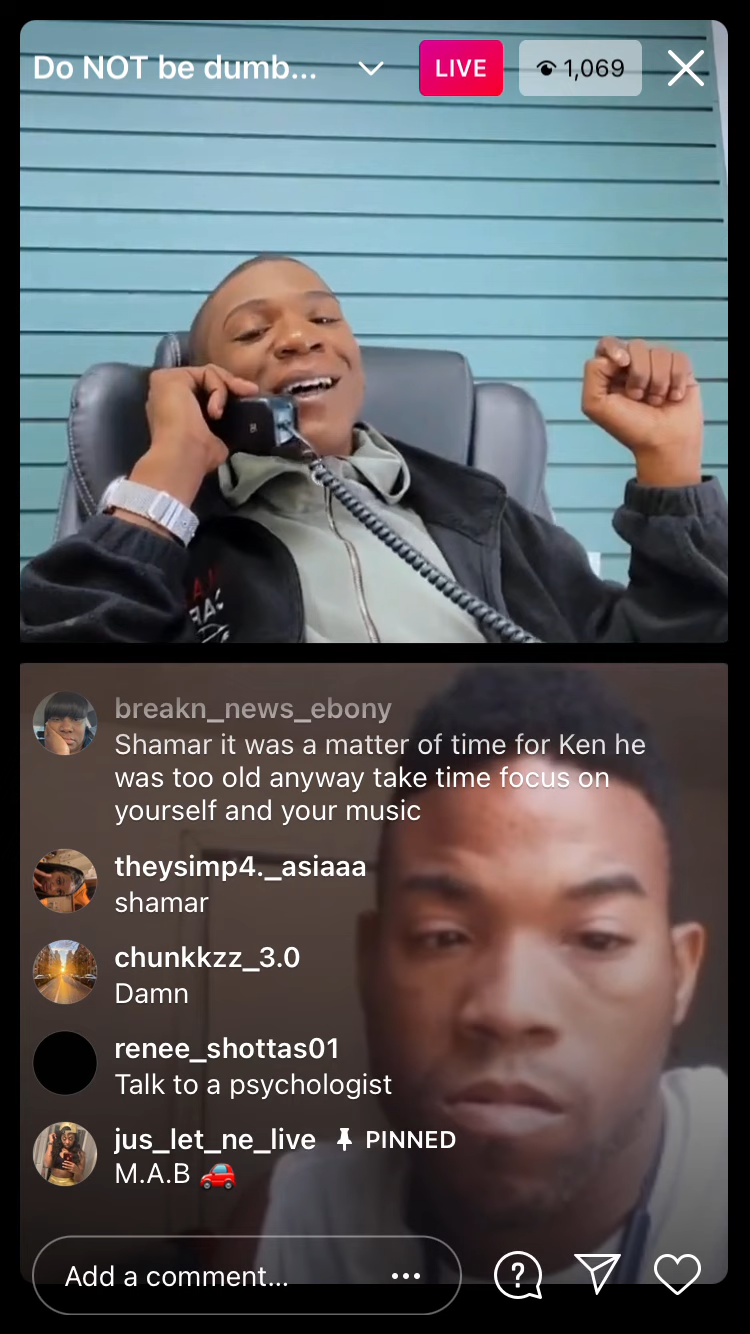 Do NOT be dumb...
LIVE
1,069
breakn_news_ebony
Shamar it was a matter of time for Ken he
was too old anyway take time focus on
yourself and your music
theysimp4._asiaaa
shamar
chunkkzz_3.0
Damn
renee_shottas01
Talk to a psychologist
jus_let_ne_live PINNED
M.A.B 🚗
Add a comment...